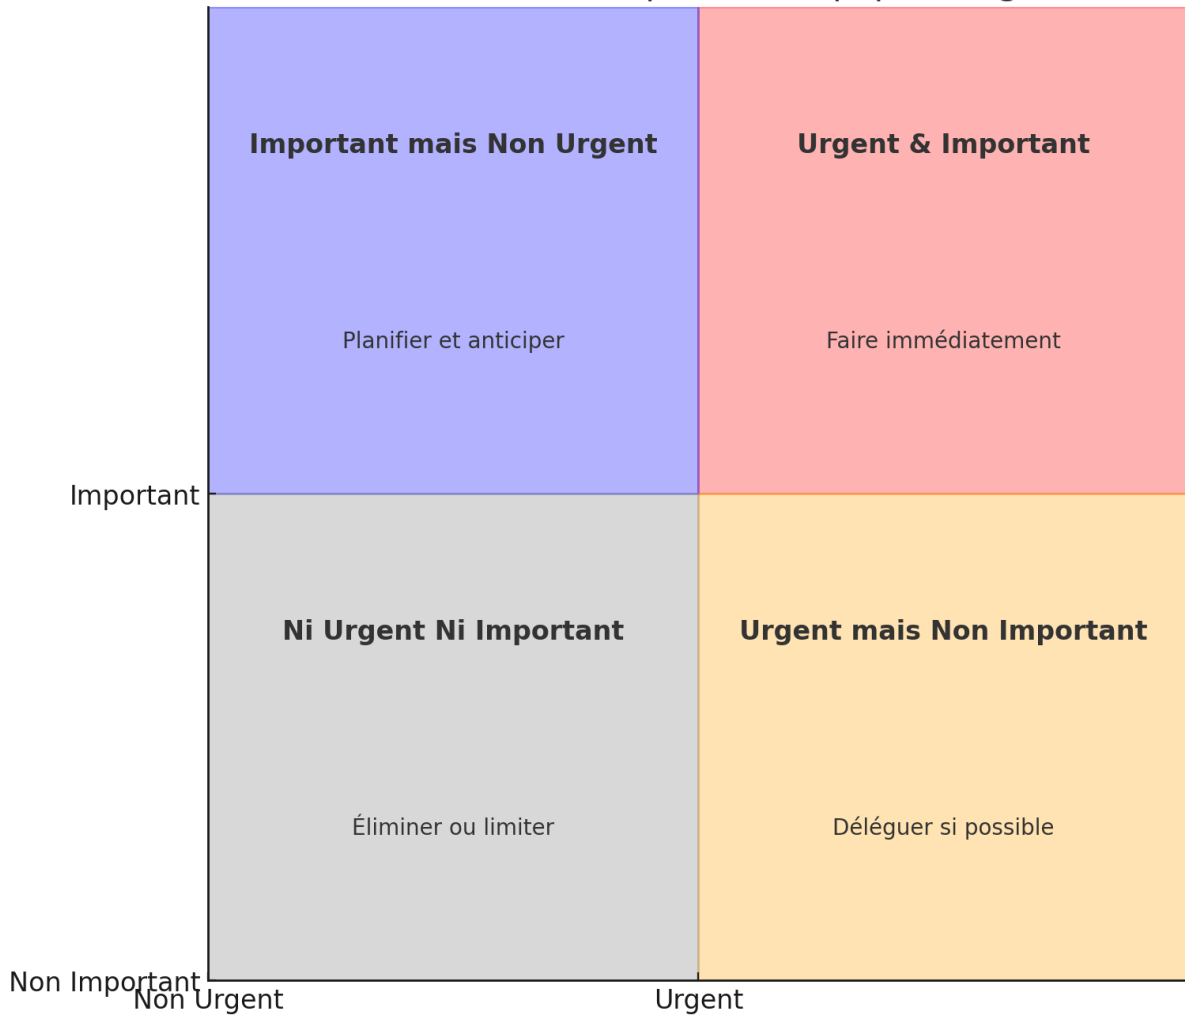 Important mais Non Urgent
Urgent & Important
Planifier et anticiper
Faire immédiatement
Important
Ni Urgent Ni Important
Urgent mais Non Important
Éliminer ou limiter
Déléguer si possible
Non Important
Non Urgent
Urgent